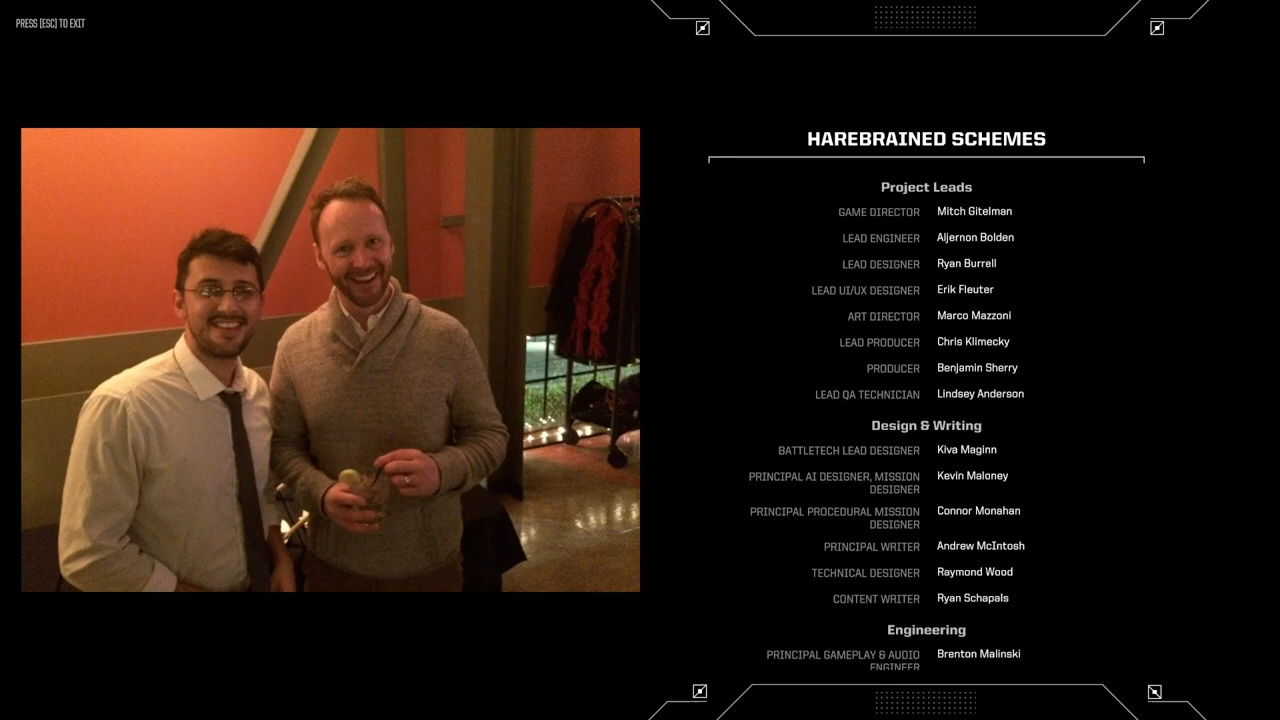 PRESS [ESC] TO EXIT
HAREBRAINED SCHEMES
Project Leads
GAME DIRECTOR Mitch Gitelman
LEAD ENGINEER Aljernon Bolden
LEAD DESIGNER Ryan Burrell
LEAD UI/UX DESIGNER Erik Fleuter
ART DIRECTOR Marco Mazzoni
LEAD PRODUCER Chris Klimecky
PRODUCER Benjamin Sherry
LEAD QA TECHNICIAN Lindsey Anderson
Design & Writing
BATTLETECH LEAD DESIGNER Kiva Maginn
PRINCIPAL AI DESIGNER, MISSION Kevin Maloney
DESIGNER
PRINCIPAL PROCEDURAL MISSION Connor Monahan
DESIGNER
PRINCIPAL WRITER Andrew McIntosh
TECHNICAL DESIGNER Raymond Wood
CONTENT WRITER Ryan Schapals
Engineering
PRINCIPAL GAMEPLAY & AUDIO Brenton Malinski
ENGINEER